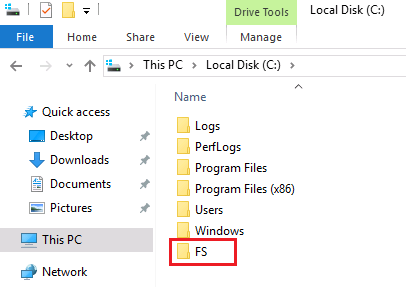 Drive Tools
Local Disk (C:)
File
Home
Share
View
Manage
This PC
Local Disk (C:)
Quick access
Desktop
Downloads
Documents
Pictures
This PC
Network
Name
Logs
PerfLogs
Program Files
Program Files (x86)
Users
Windows
FS